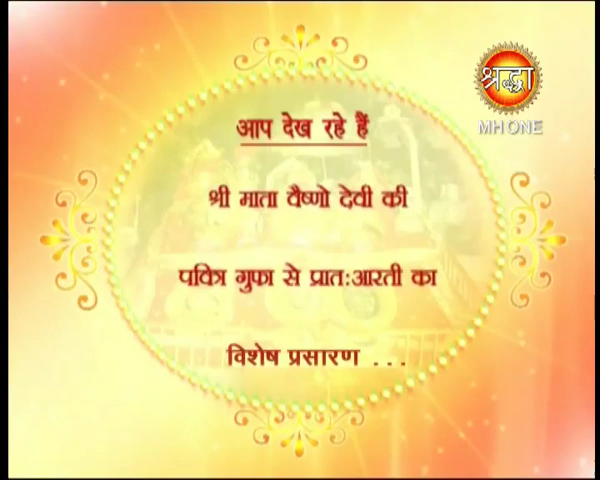 श्रद्धा
MH ONE
आप देख रहे हैं
श्री माता वैष्णो देवी की
पवित्र गुफा से प्रातःआरती का
विशेष प्रसारण ...